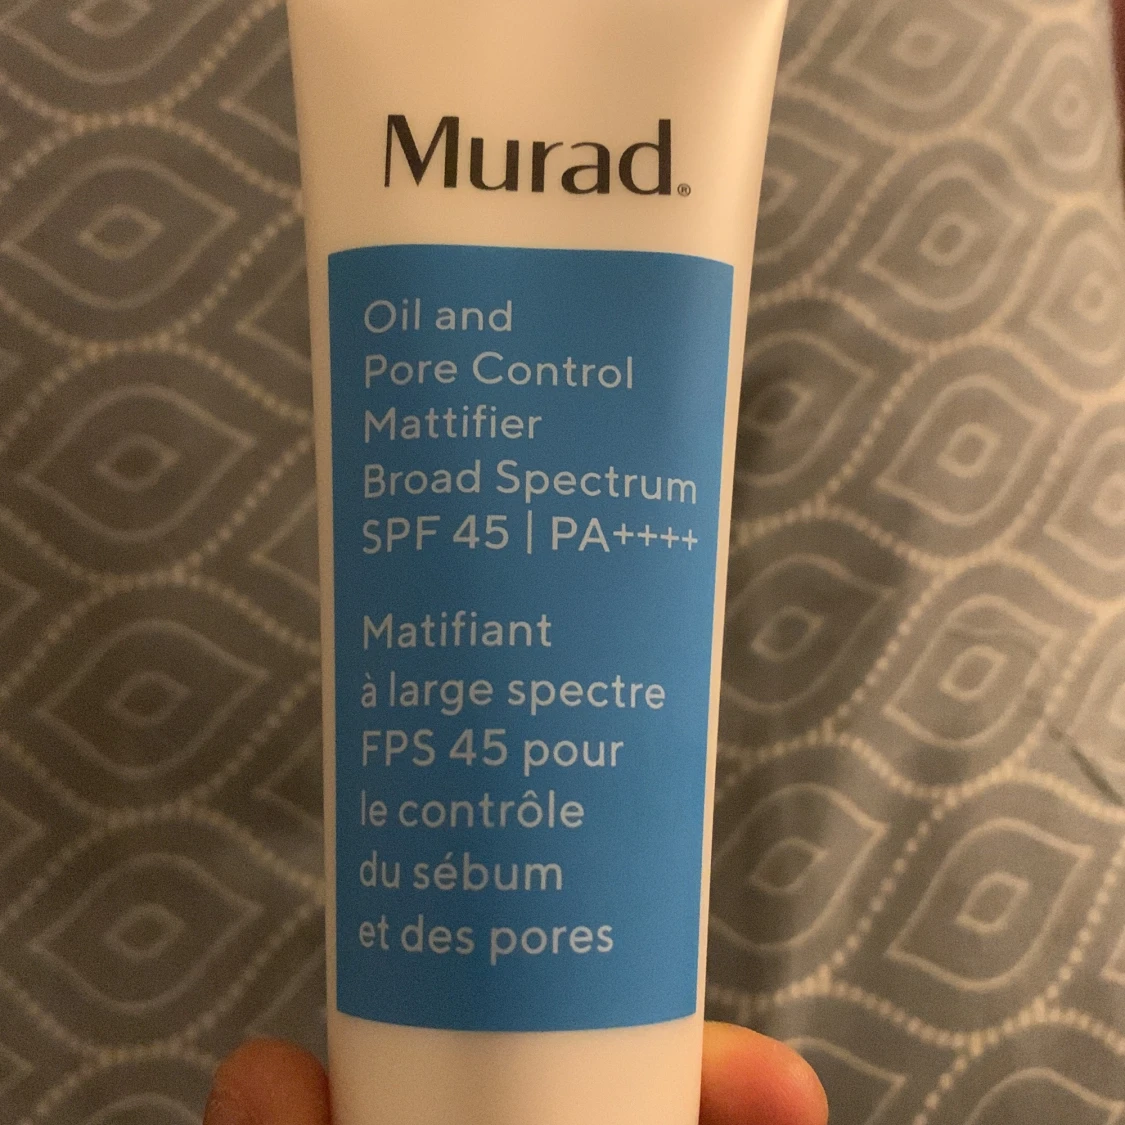 Murad®
Oil and
Pore Control
Mattifier
Broad Spectrum
SPF 45 | PA++++
Matifiant
à large spectre
FPS 45 pour
le contrôle
du sébum
et des pores